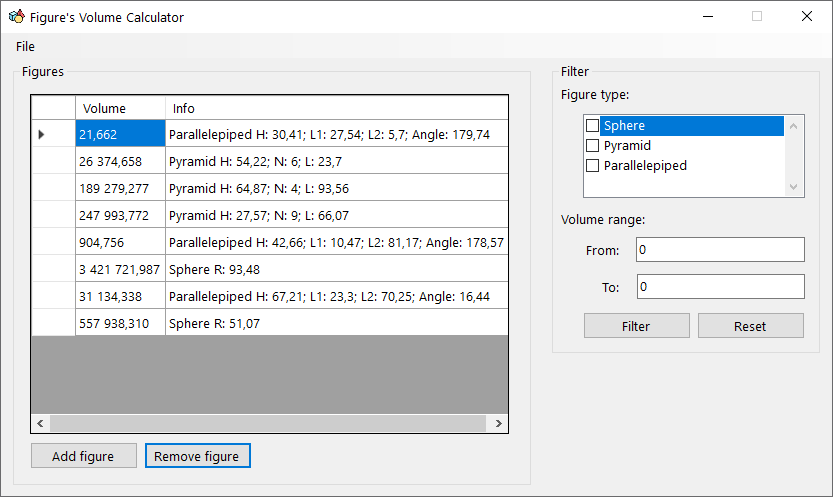 Figure's Volume Calculator
File
Figures
Volume Info
21,662 Parallelepiped H: 30,41; L1: 27,54; L2: 5,7; Angle: 179,74
26 374,658 Pyramid H: 54,22; N: 6; L: 23,7
189 279,277 Pyramid H: 64,87; N: 4; L: 93,56
247 993,772 Pyramid H: 27,57; N: 9; L: 66,07
904,756 Parallelepiped H: 42,66; L1: 10,47; L2: 81,17; Angle: 178,57
3 421 721,987 Sphere R: 93,48
31 134,338 Parallelepiped H: 67,21; L1: 23,3; L2: 70,25; Angle: 16,44
557 938,310 Sphere R: 51,07
Add figure Remove figure
Filter
Figure type:
Sphere
Pyramid
Parallelepiped
Volume range:
From: 0
To: 0
Filter Reset